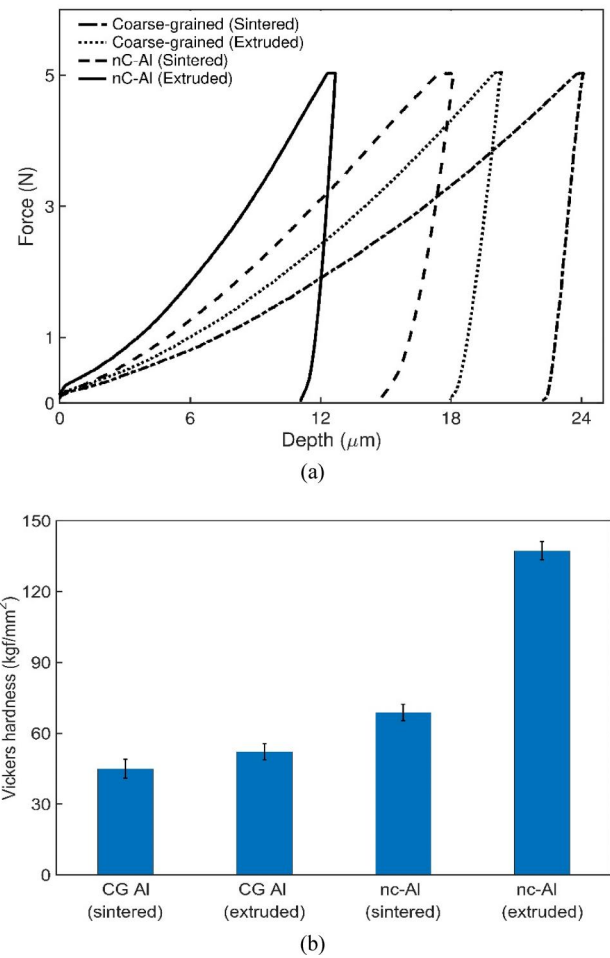 Coarse-grained (Sintered)
Coarse-grained (Extruded)
nC-Al (Sintered)
nC-Al (Extruded)
5
3
1
0
Force (N)
0 6 12 18 24
Depth (μm)
(a)
150
120
90
60
30
0
Vickers hardness (kgf/mm²)
CG Al CG Al nc-Al nc-Al
(sintered) (extruded) (sintered) (extruded)
(b)